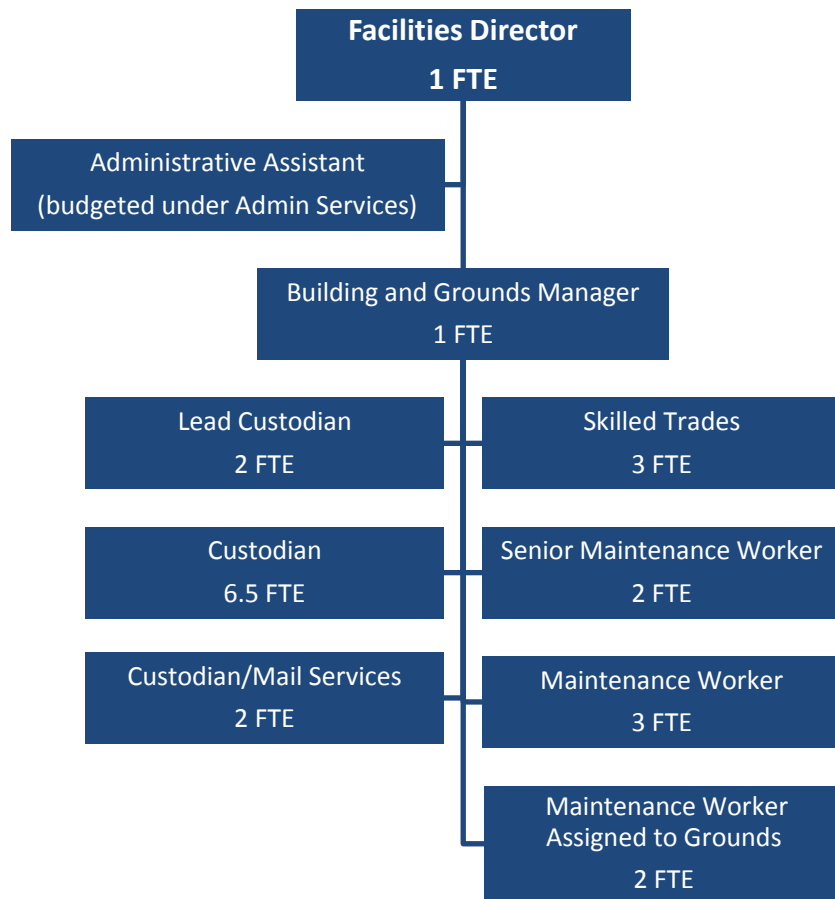 Facilities Director
1 FTE
Administrative Assistant
(budgeted under Admin Services)
Building and Grounds Manager
1 FTE
Lead Custodian
2 FTE
Skilled Trades
3 FTE
Custodian
6.5 FTE
Senior Maintenance Worker
2 FTE
Custodian/Mail Services
2 FTE
Maintenance Worker
3 FTE
Maintenance Worker
Assigned to Grounds
2 FTE